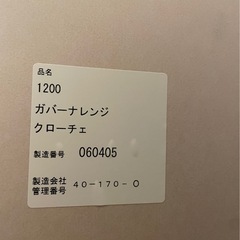 品名
1200
ガバーナレンジ
クローチェ
製造番号 060405
製造会社
管理番号 40-170-0